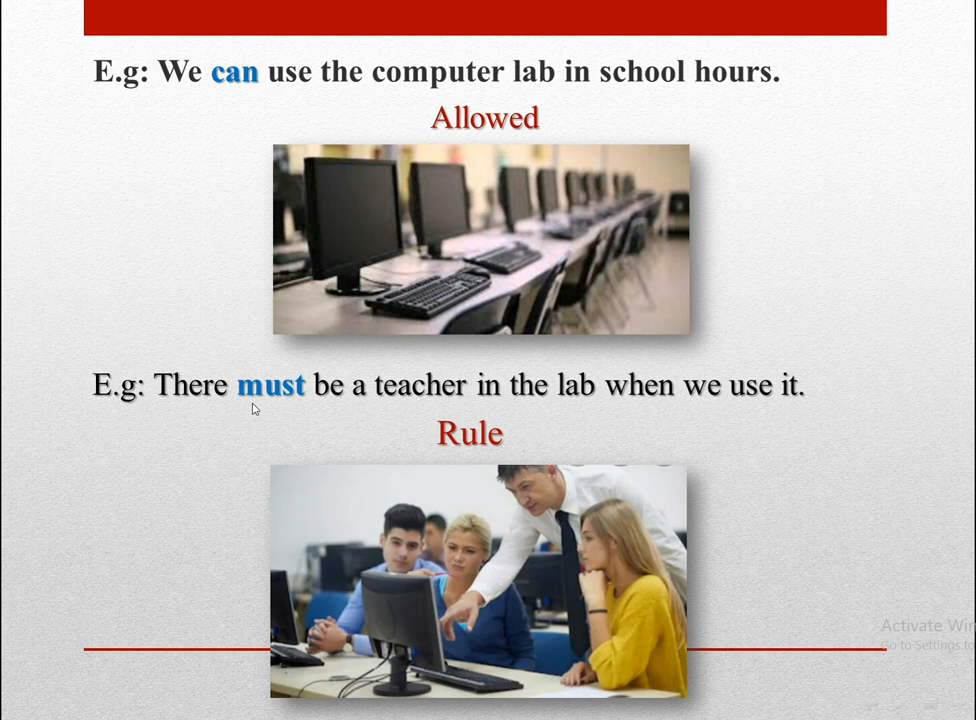 E.g: We can use the computer lab in school hours.
Allowed
E.g: There must be a teacher in the lab when we use it.
Rule
Activate Win
Go to Settings to